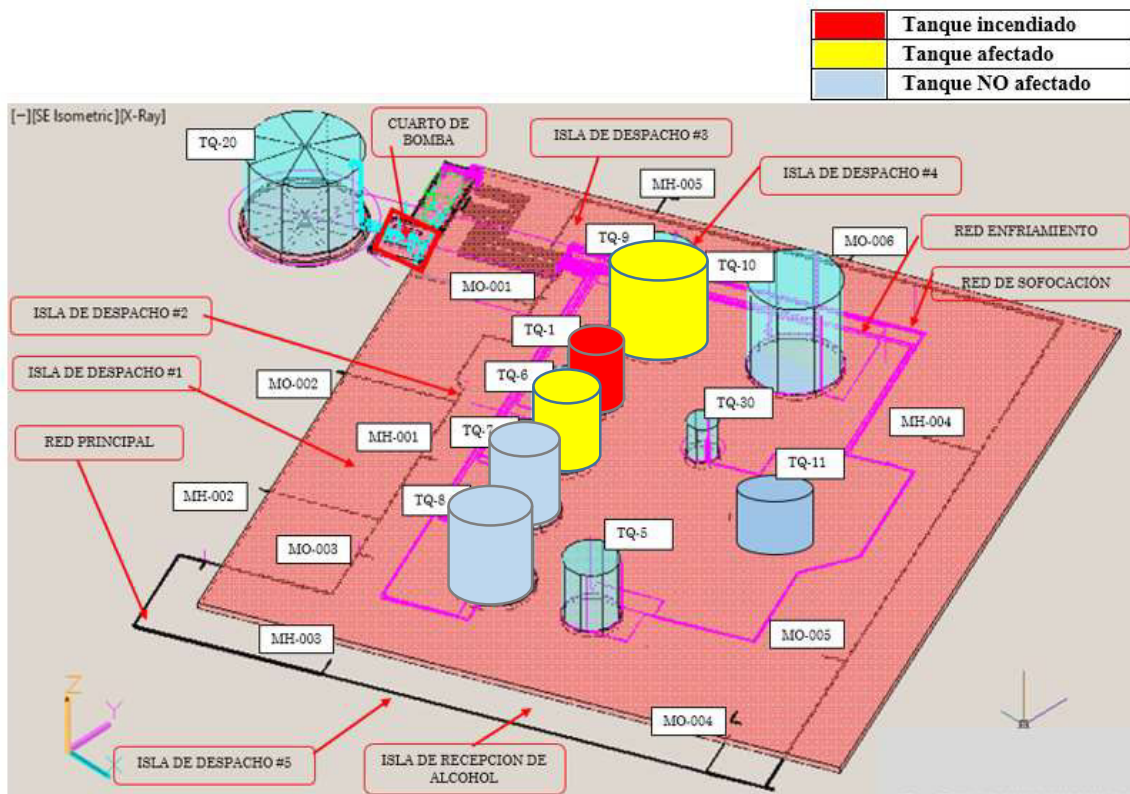 Tanque incendiado
Tanque afectado
Tanque NO afectado
[−][SE Isometric][X-Ray]
CUARTO DE
BOMBA
ISLA DE DESPACHO #3
TQ-20
MH-005
ISLA DE DESPACHO #4
TQ-9
MO-006
RED ENFRIAMIENTO
TQ-10
MO-001
RED DE SOFOCACIÓN
ISLA DE DESPACHO #2
TQ-1
ISLA DE DESPACHO #1
TQ-6
MO-002
TQ-30
MH-004
RED PRINCIPAL
MH-001
TQ-7
TQ-11
MH-002
TQ-8
TQ-5
MO-003
MH-003
MO-005
Z
Y
X
MO-004
ISLA DE DESPACHO #5
ISLA DE RECEPCION DE
ALCOHOL